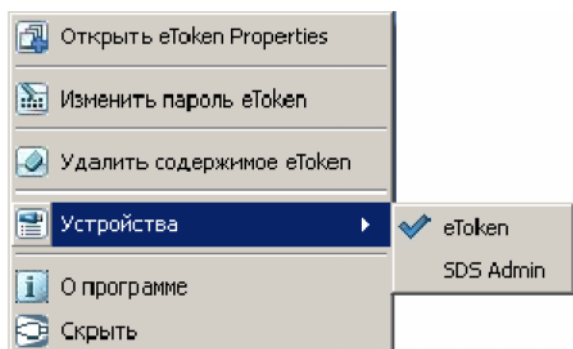 Открыть eToken Properties
Изменить пароль eToken
Удалить содержимое eToken
Устройства
eToken
SDS Admin
О программе
Скрыть